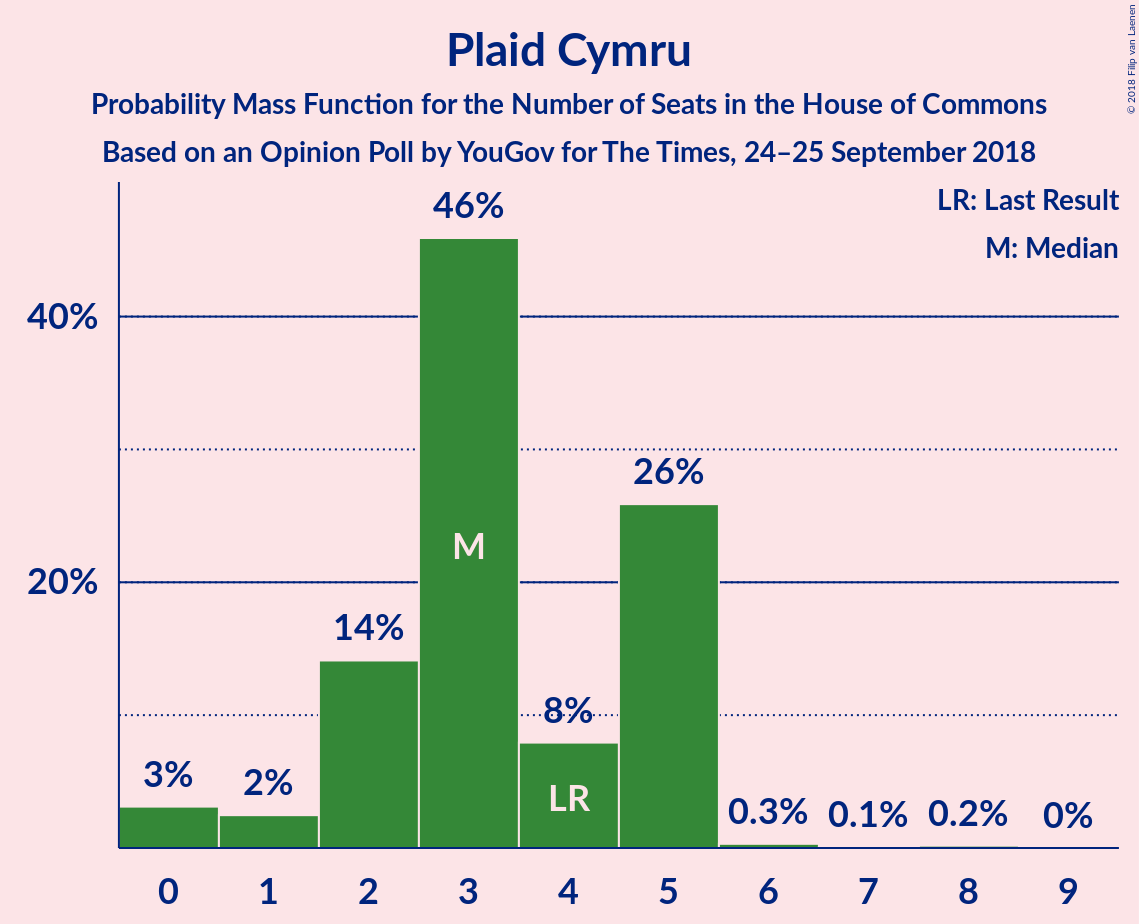 Plaid Cymru
Probability Mass Function for the Number of Seats in the House of Commons
Based on an Opinion Poll by YouGov for The Times, 24–25 September 2018
© 2018 Filip van Laenen
LR: Last Result
M: Median
46%
40%
26%
M
20%
14%
8%
LR
3%
2%
0.3%
0.1%
0.2%
0%
0 1 2 3 4 5 6 7 8 9